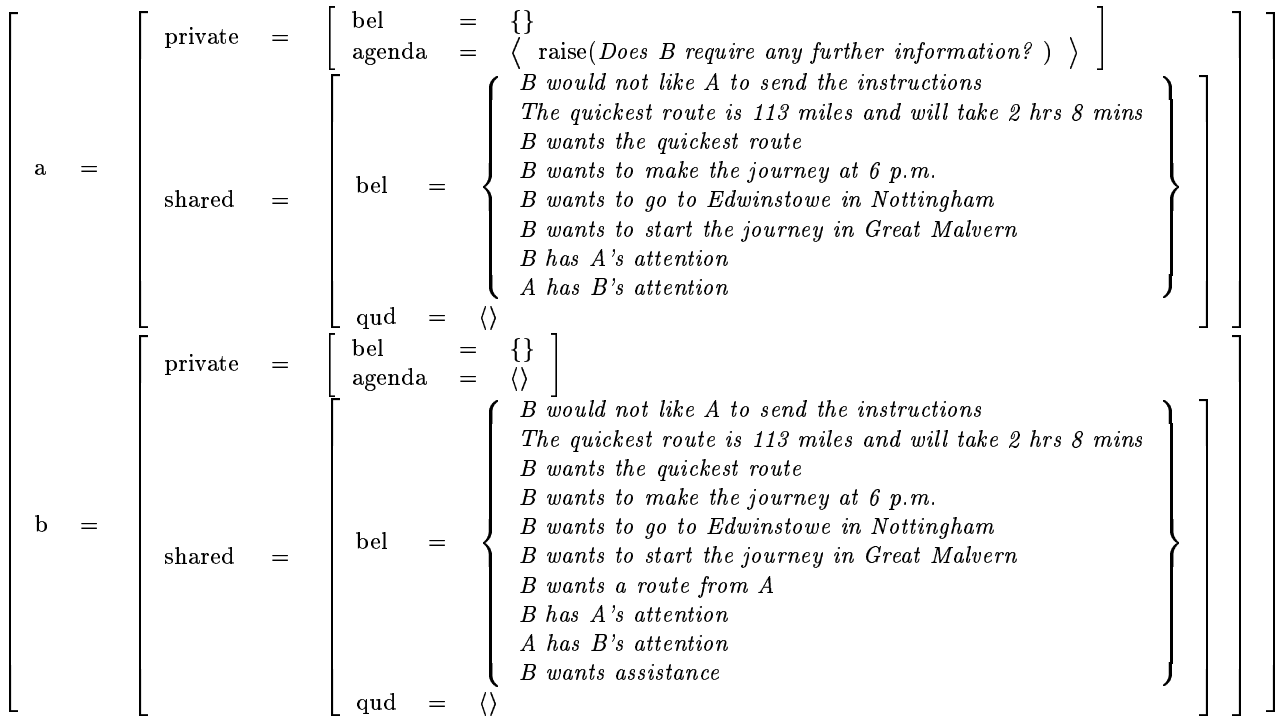 private = bel = {}
agenda = ⟨ raise(Does B require any further information? ) ⟩
B would not like A to send the instructions
The quickest route is 113 miles and will take 2 hrs 8 mins
B wants the quickest route
a =
B wants to make the journey at 6 p.m.
shared = bel =
B wants to go to Edwinstowe in Nottingham
B wants to start the journey in Great Malvern
B has A's attention
A has B's attention
qud = ⟨⟩
private = bel = {}
agenda = ⟨⟩
B would not like A to send the instructions
The quickest route is 113 miles and will take 2 hrs 8 mins
B wants the quickest route
B wants to make the journey at 6 p.m.
b =
B wants to go to Edwinstowe in Nottingham
shared = bel =
B wants to start the journey in Great Malvern
B wants a route from A
B has A's attention
A has B's attention
B wants assistance
qud = ⟨⟩